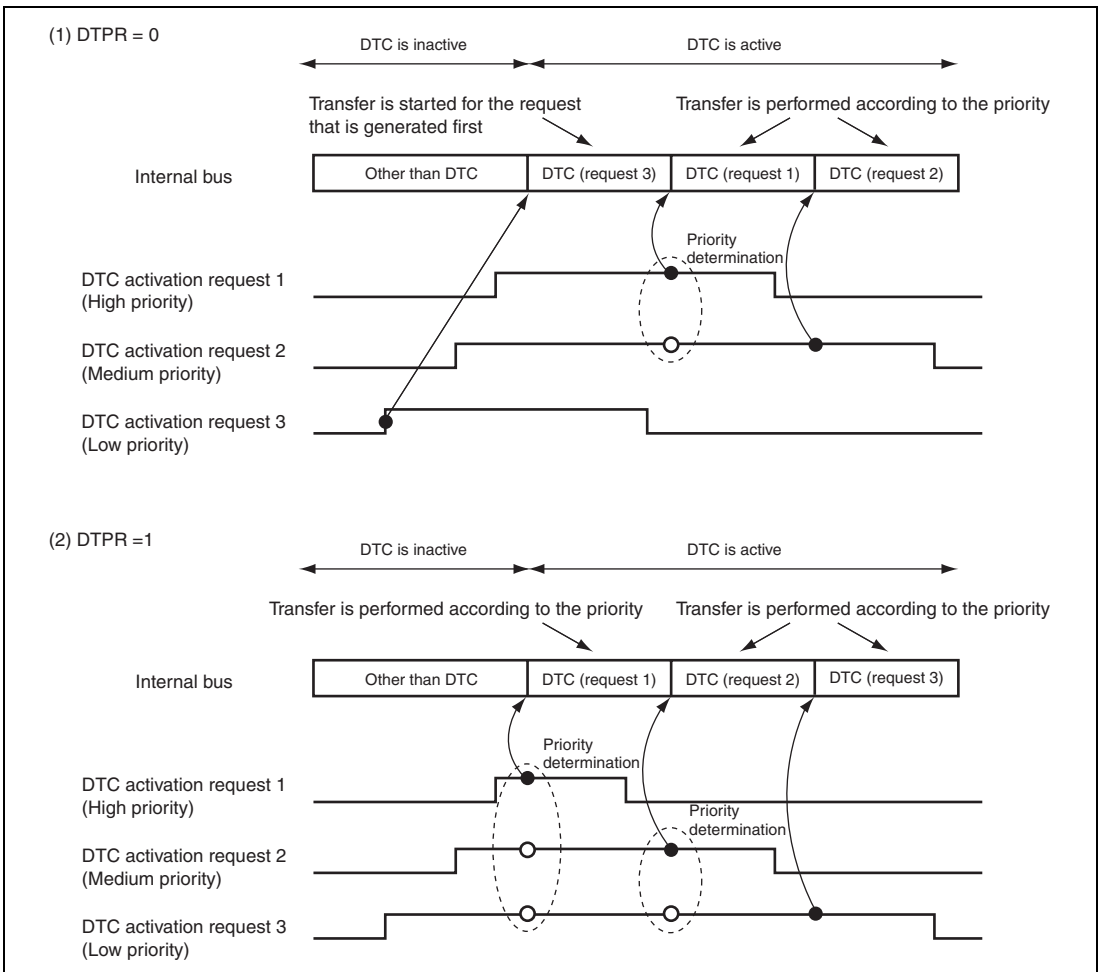 (1) DTPR = 0
DTC is inactive
DTC is active
Transfer is started for the request
that is generated first
Transfer is performed according to the priority
Internal bus
Other than DTC
DTC (request 3)
DTC (request 1)
DTC (request 2)
Priority
determination
DTC activation request 1
(High priority)
DTC activation request 2
(Medium priority)
DTC activation request 3
(Low priority)
(2) DTPR =1
DTC is inactive
DTC is active
Transfer is performed according to the priority
Transfer is performed according to the priority
Internal bus
Other than DTC
DTC (request 1)
DTC (request 2)
DTC (request 3)
Priority
determination
DTC activation request 1
(High priority)
Priority
determination
DTC activation request 2
(Medium priority)
DTC activation request 3
(Low priority)